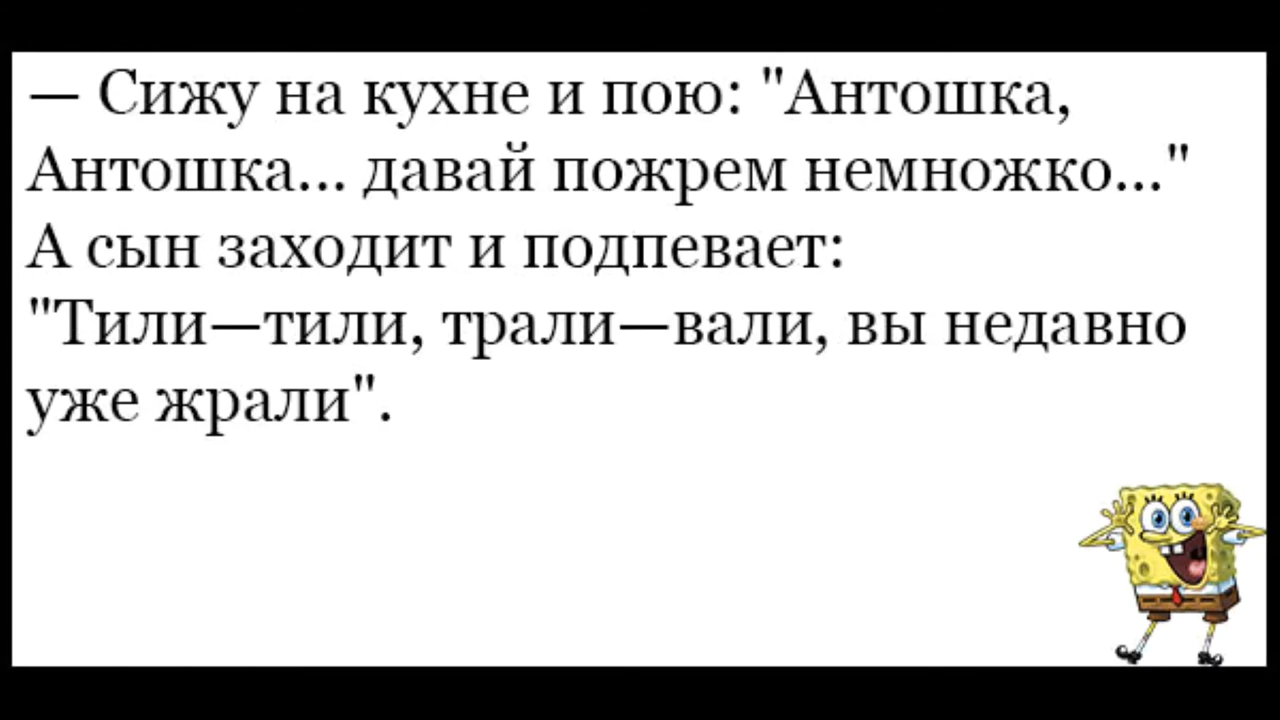 — Сижу на кухне и пою: "Антошка,
Антошка... давай пожрем немножко..."
А сын заходит и подпевает:
"Тили—тили, трали—вали, вы недавно
уже жрали".